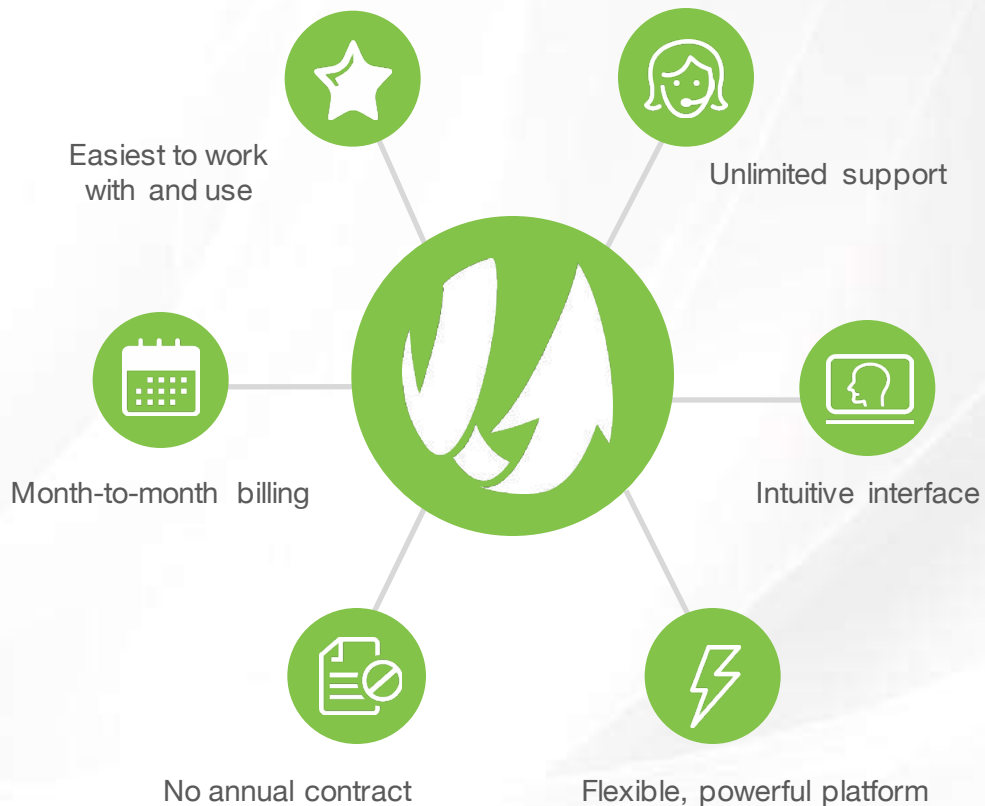 Easiest to work
with and use
Unlimited support
Month-to-month billing
Intuitive interface
No annual contract
Flexible, powerful platform